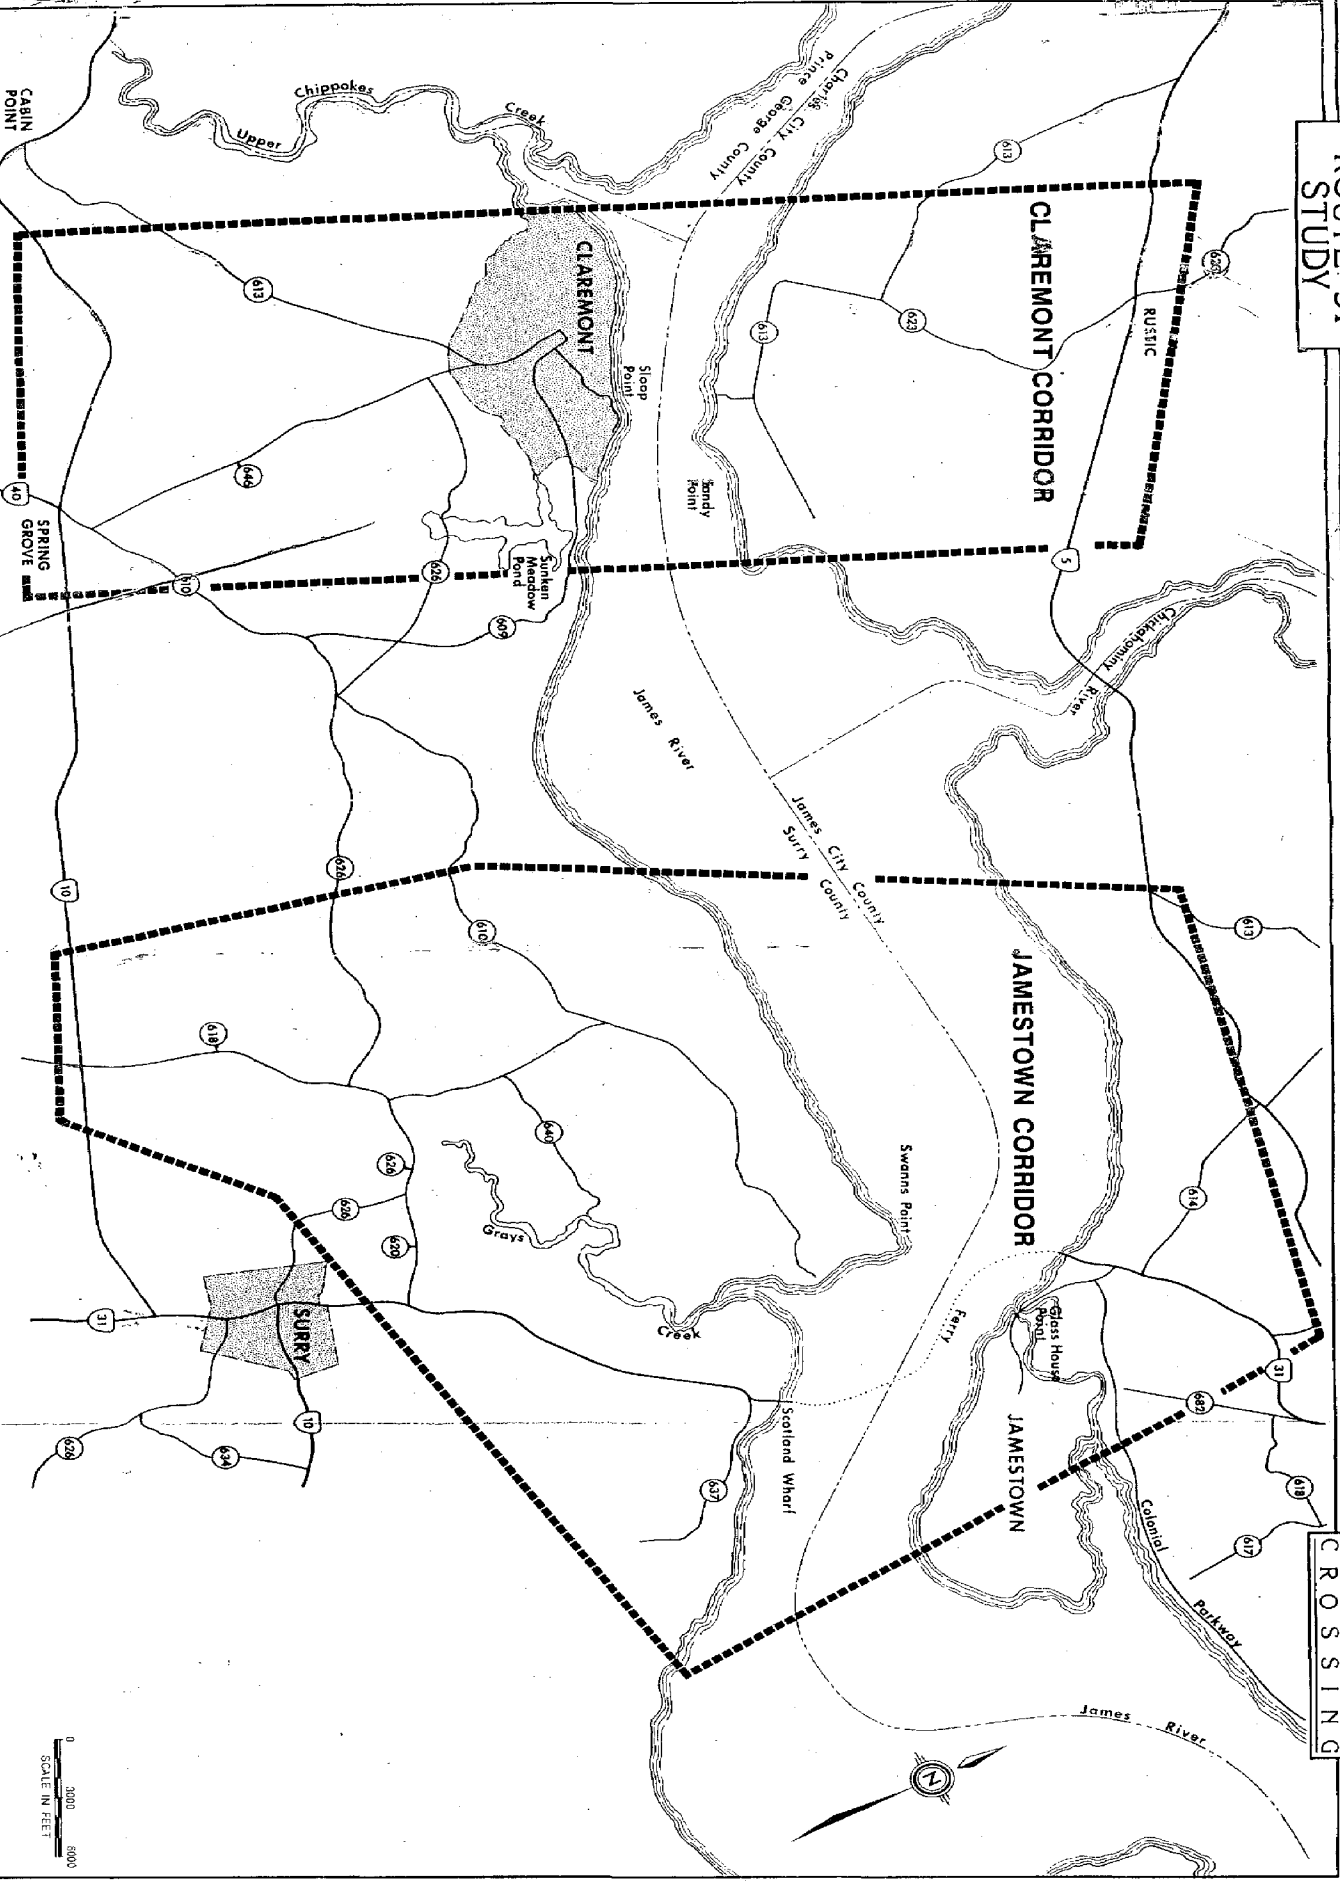 STUDY
CROSSING
CLAREMONT CORRIDOR
JAMESTOWN CORRIDOR
RUSTIC
613
623
623
613
5
Chickahominy
River
613
614
31
682
618
617
Colonial
Parkway
Glass House
Point
JAMESTOWN
Charles City County
Prince George County
Sandy
Point
James City County
Surry County
James River
Swanns Point
Ferry
Scotland Wharf
James River
N
Chippokes
Upper
Creek
CLAREMONT
Sloop
Point
Sunken
Meadow
Pond
609
626
610
613
646
CABIN
POINT
40
SPRING
GROVE
10
626
610
618
640
626
626
620
Grays
Creek
637
SURRY
31
10
634
626
0 3000 6000
SCALE IN FEET